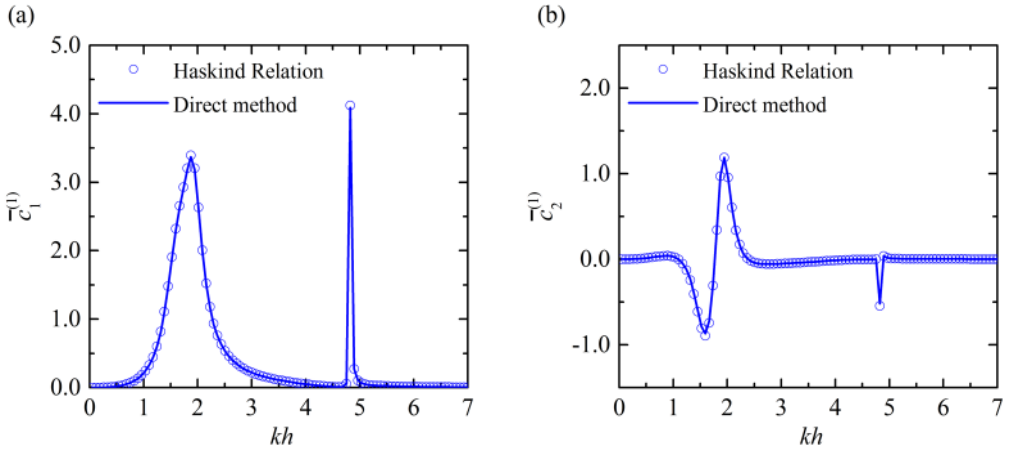 (a)
5.0
4.0
3.0
2.0
1.0
0.0
c̄₁⁽¹⁾
Haskind Relation
Direct method
0 1 2 3 4 5 6 7
kh
(b)
2.0
1.0
0.0
-1.0
c̄₂⁽¹⁾
Haskind Relation
Direct method
0 1 2 3 4 5 6 7
kh